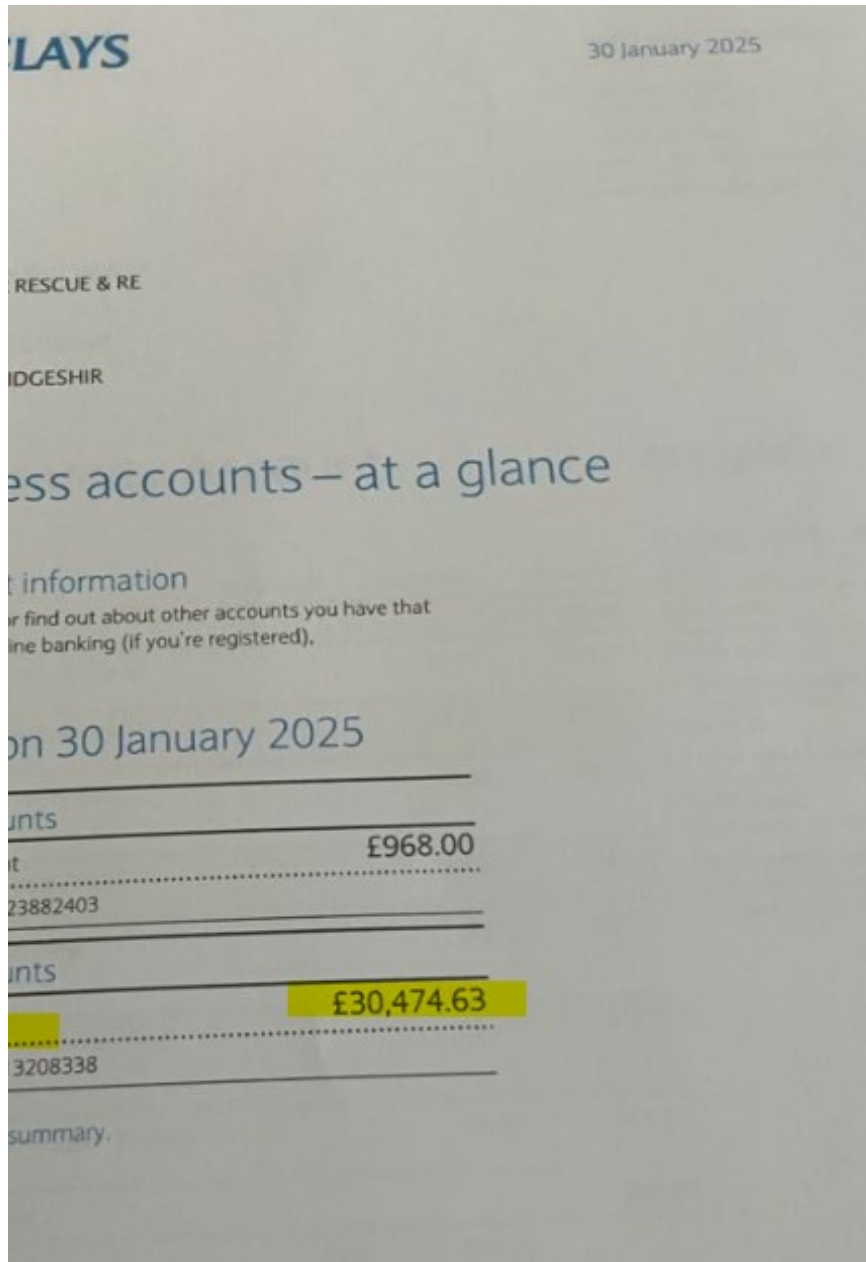 LAYS
30 January 2025
RESCUE & RE
IDGESHIR
ess accounts – at a glance
information
r find out about other accounts you have that
ine banking (if you're registered).
on 30 January 2025
unts
t £968.00
23882403
unts
£30,474.63
3208338
summary.